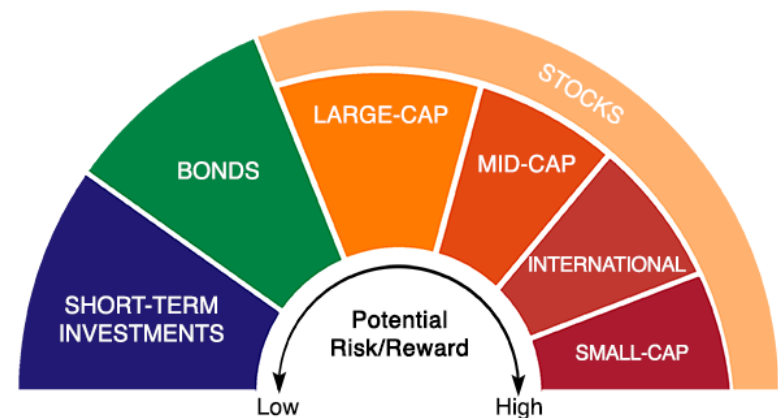 STOCKS
LARGE-CAP
MID-CAP
BONDS
INTERNATIONAL
SHORT-TERM
INVESTMENTS
SMALL-CAP
Potential
Risk/Reward
Low
High